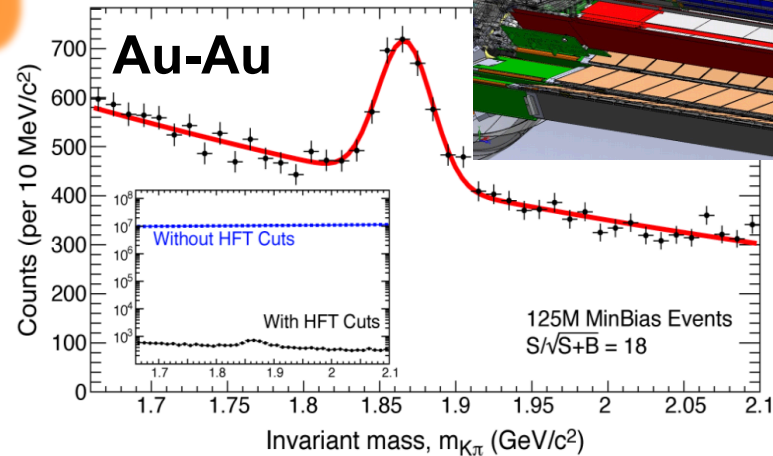 Au-Au
Counts (per 10 MeV/c²)
700
600
500
400
300
200
100
0
10⁸
10⁷
10⁶
10⁵
10⁴
10³
Without HFT Cuts
With HFT Cuts
1.7 1.8 1.9 2 2.1
125M MinBias Events
S/√S+B = 18
1.7 1.75 1.8 1.85 1.9 1.95 2 2.05 2.1
Invariant mass, mKπ (GeV/c²)